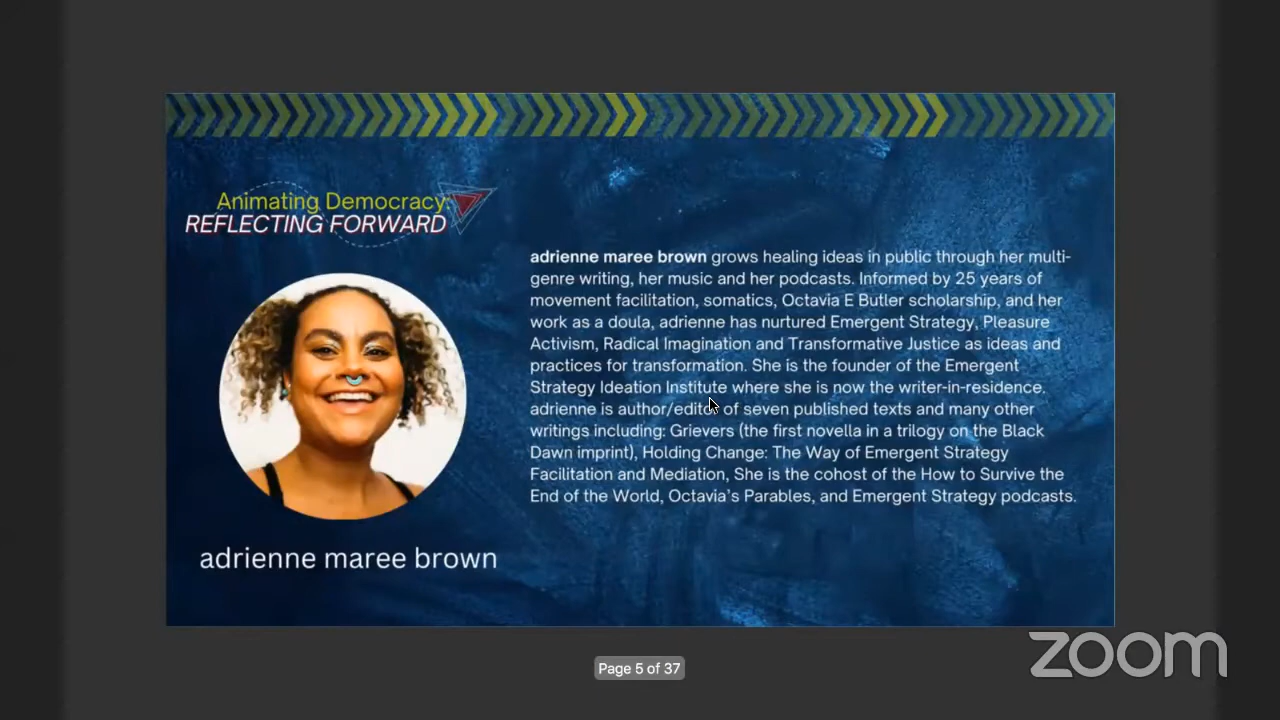 Animating Democracy:
REFLECTING FORWARD
adrienne maree brown grows healing ideas in public through her multi-
genre writing, her music and her podcasts. Informed by 25 years of
movement facilitation, somatics, Octavia E Butler scholarship, and her
work as a doula, adrienne has nurtured Emergent Strategy, Pleasure
Activism, Radical Imagination and Transformative Justice as ideas and
practices for transformation. She is the founder of the Emergent
Strategy Ideation Institute where she is now the writer-in-residence.
adrienne is author/editor of seven published texts and many other
writings including: Grievers (the first novella in a trilogy on the Black
Dawn imprint), Holding Change: The Way of Emergent Strategy
Facilitation and Mediation, She is the cohost of the How to Survive the
End of the World, Octavia's Parables, and Emergent Strategy podcasts.
adrienne maree brown
Page 5 of 37
zoom